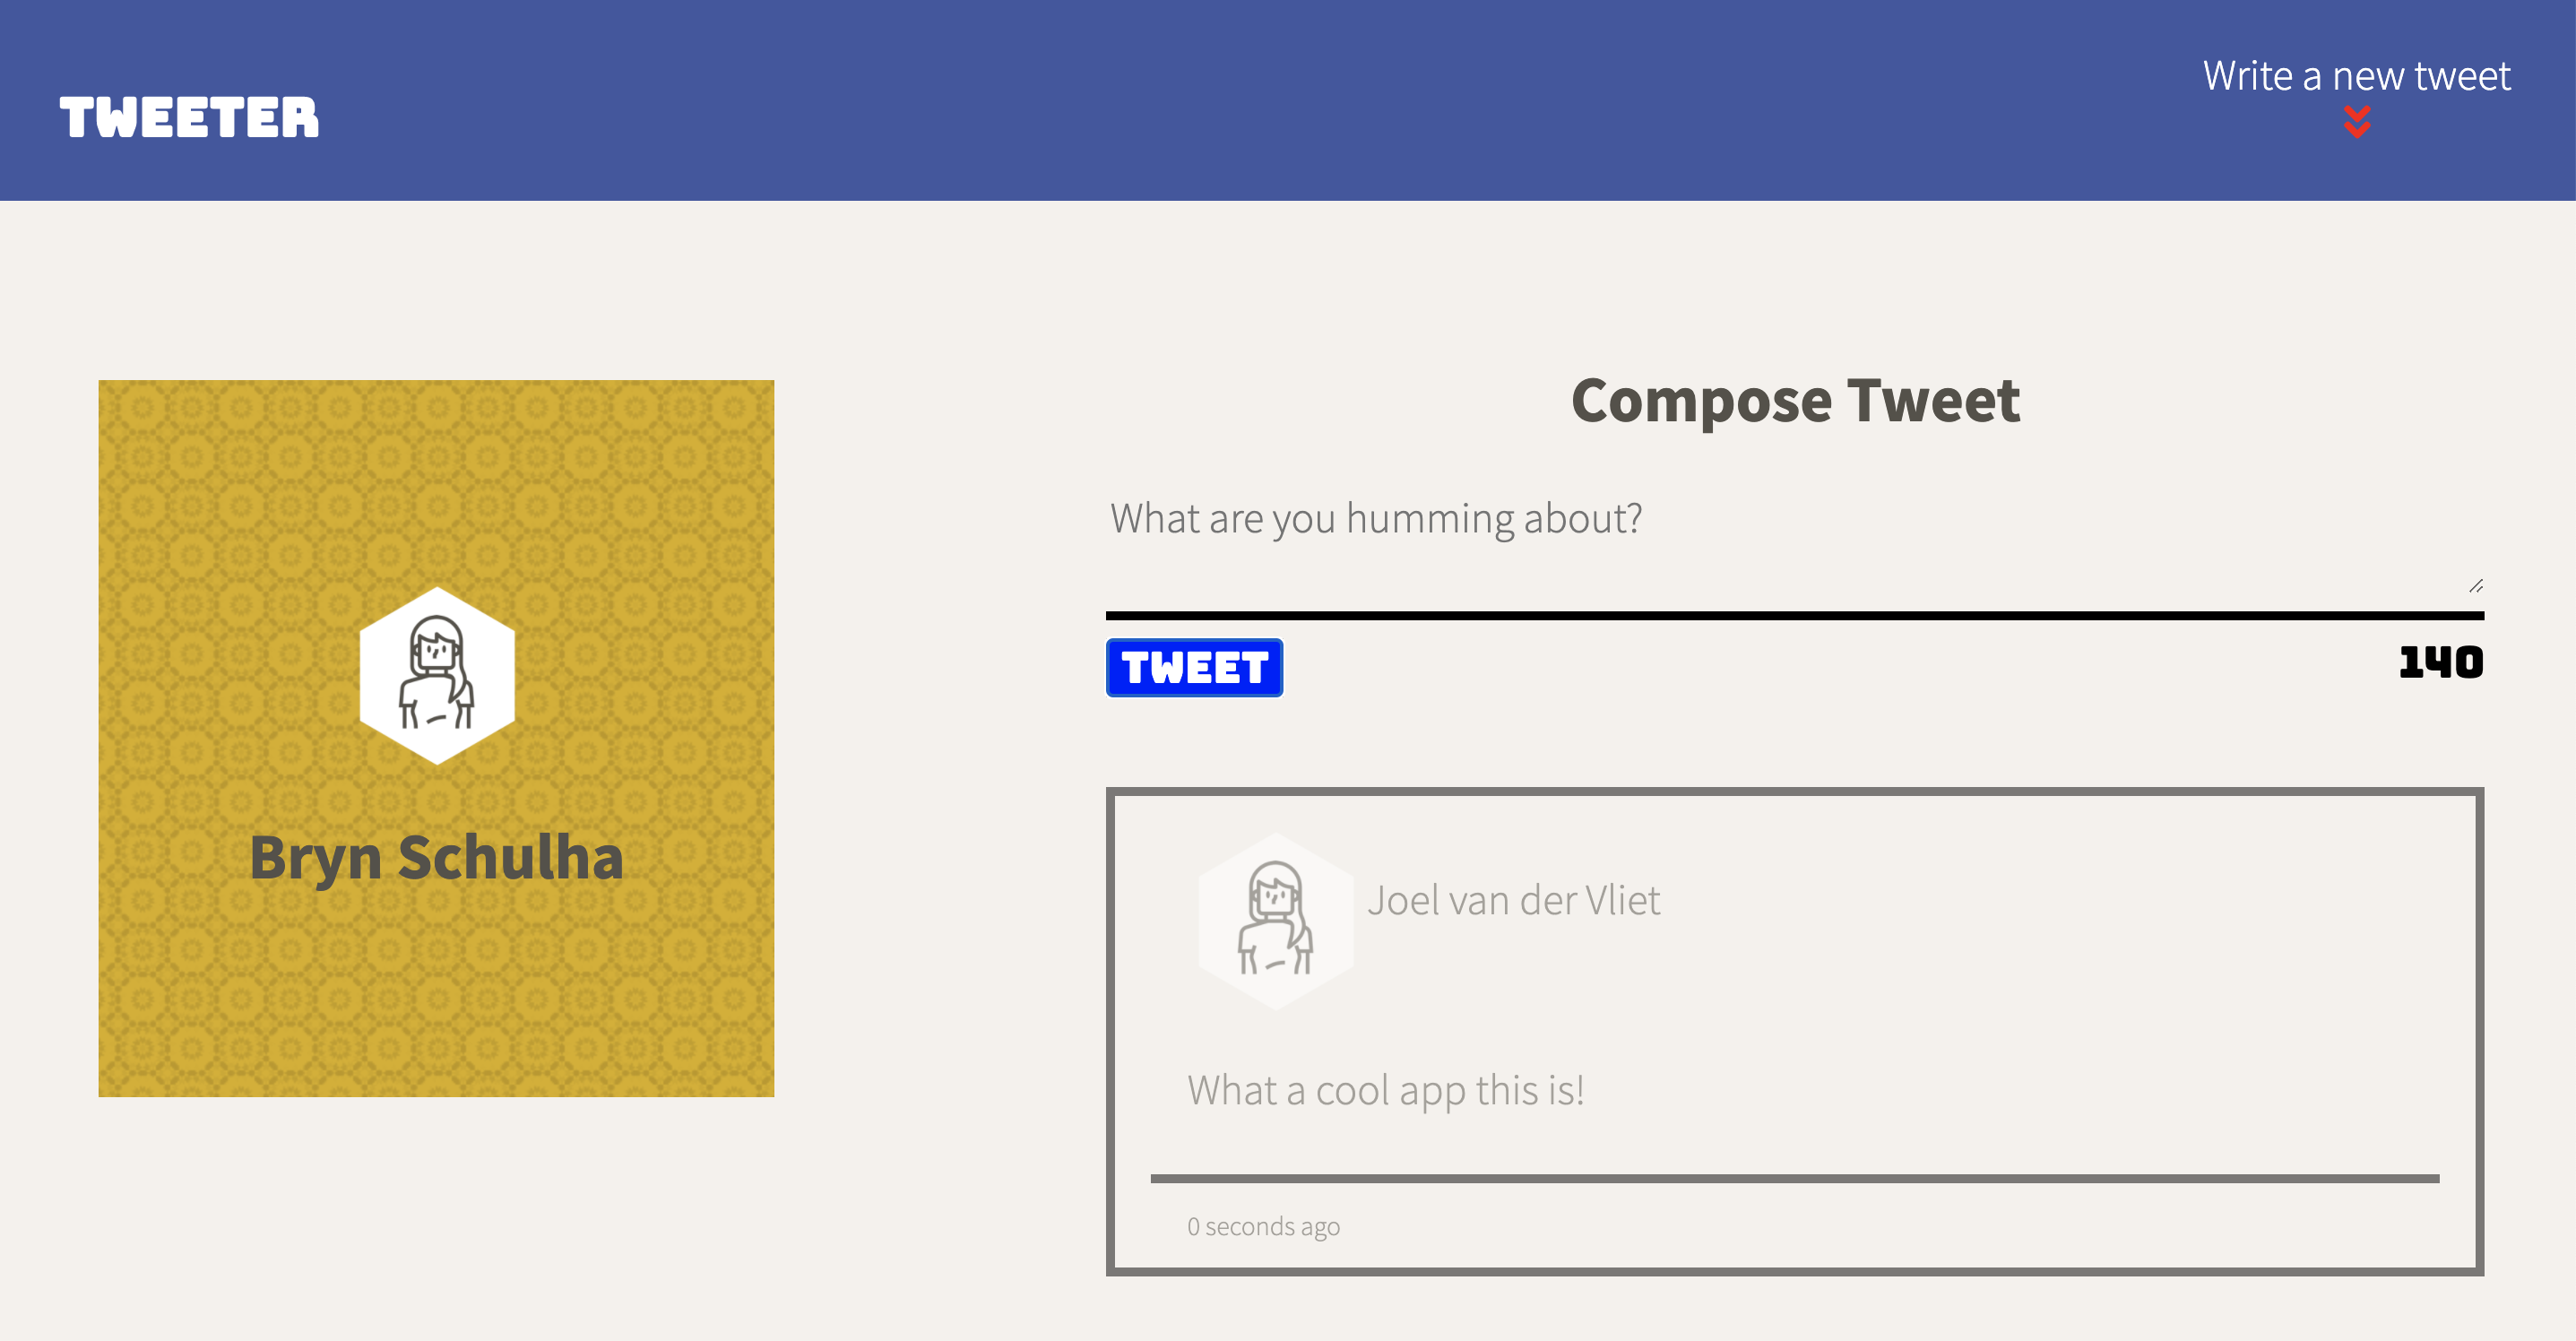 TWEETER
Write a new tweet
Bryn Schulha
Compose Tweet
What are you humming about?
TWEET
140
Joel van der Vliet
What a cool app this is!
0 seconds ago